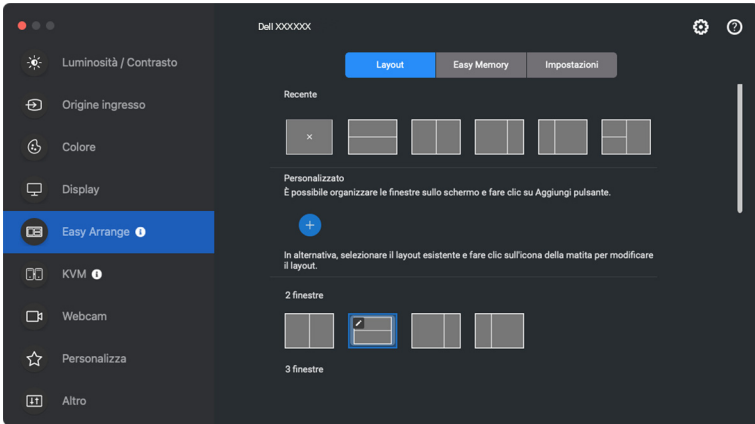 Dell XXXXXX
Luminosità / Contrasto
Origine ingresso
Colore
Display
Easy Arrange
KVM
Webcam
Personalizza
Altro
Layout
Easy Memory
Impostazioni
Recente
Personalizzato
È possibile organizzare le finestre sullo schermo e fare clic su Aggiungi pulsante.
In alternativa, selezionare il layout esistente e fare clic sull'icona della matita per modificare
il layout.
2 finestre
3 finestre